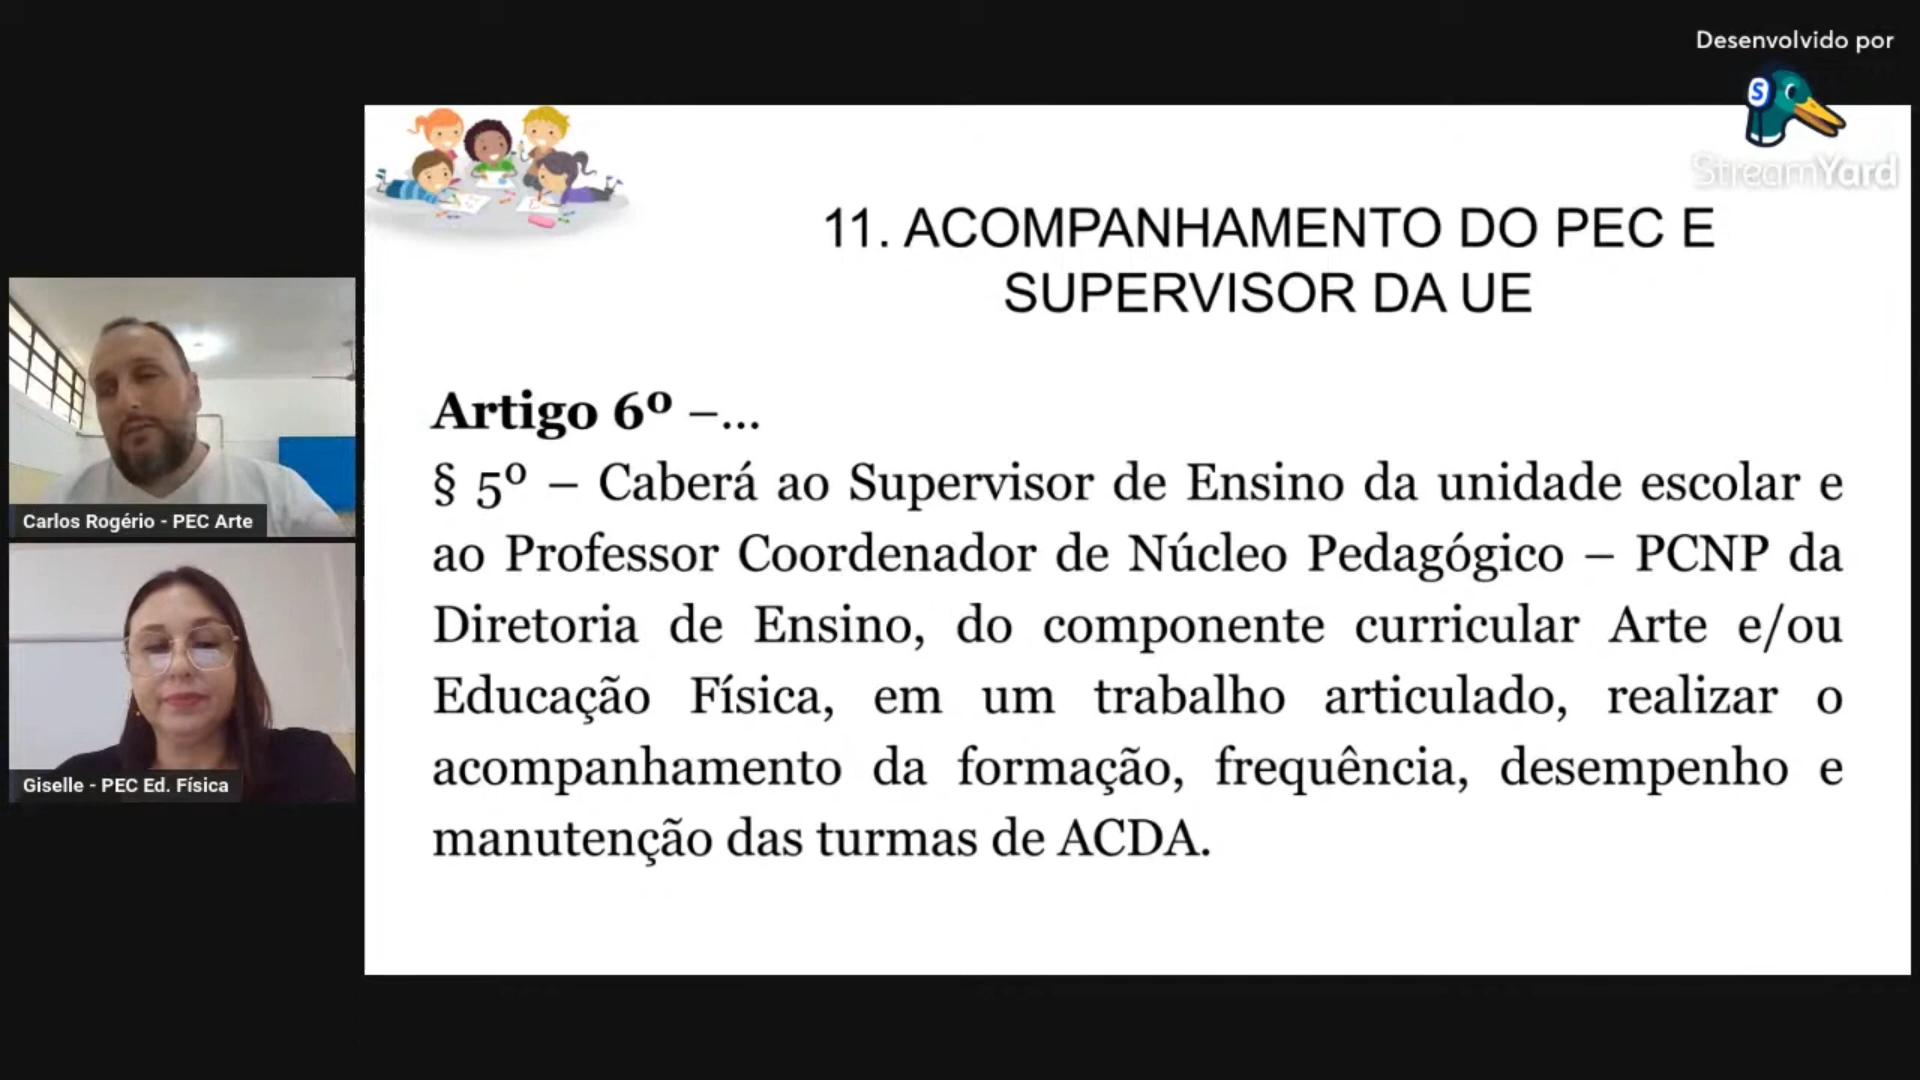 Desenvolvido por
S
StreamYard
11. ACOMPANHAMENTO DO PEC E
SUPERVISOR DA UE
Artigo 6º –...
§ 5º – Caberá ao Supervisor de Ensino da unidade escolar e
ao Professor Coordenador de Núcleo Pedagógico – PCNP da
Diretoria de Ensino, do componente curricular Arte e/ou
Educação Física, em um trabalho articulado, realizar o
acompanhamento da formação, frequência, desempenho e
manutenção das turmas de ACDA.
Carlos Rogério - PEC Arte
Giselle - PEC Ed. Física